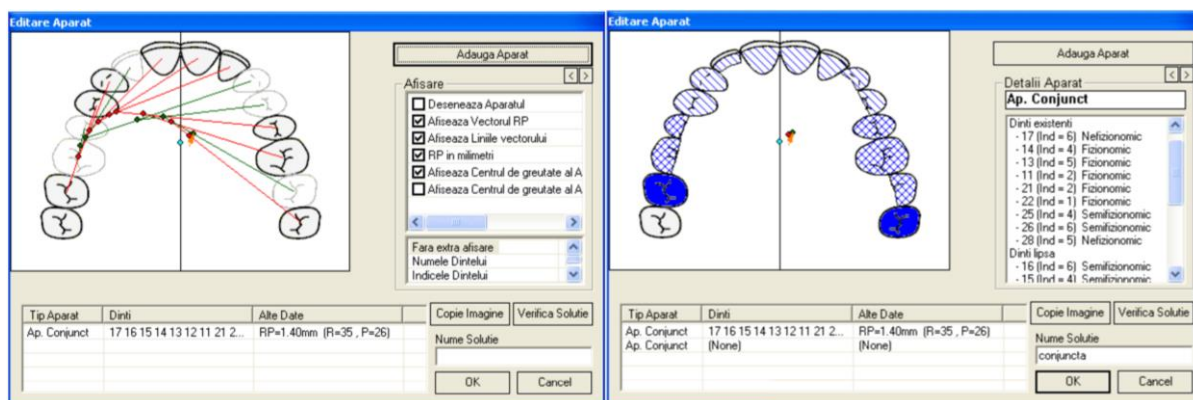 Editare Aparat
Adauga Aparat
< >
Afisare
Deseneaza Aparatul
Afiseaza Vectorul RP
Afiseaza Liniile vectorului
RP in milimetri
Afiseaza Centrul de greutate al A
Afiseaza Centrul de greutate al A
Fara extra afisare
Numele Dintelui
Indicele Dintelui
Tip Aparat Dinti Alte Date
Ap. Conjunct 17 16 15 14 13 12 11 21 2... RP=1.40mm (R=35 , P=26)
Copie Imagine Verifica Solutie
Nume Solutie
OK Cancel
Editare Aparat
Adauga Aparat
< >
Detalii Aparat
Ap. Conjunct
Dinti existenti
- 17 (Ind = 6) Nefizionomic
- 14 (Ind = 4) Fizionomic
- 13 (Ind = 5) Fizionomic
- 11 (Ind = 2) Fizionomic
- 21 (Ind = 2) Fizionomic
- 22 (Ind = 1) Fizionomic
- 25 (Ind = 4) Semifizionomic
- 26 (Ind = 6) Semifizionomic
- 28 (Ind = 5) Nefizionomic
Dinti lipsa
- 16 (Ind = 6) Semifizionomic
- 15 (Ind = 4) Semifizionomic
Tip Aparat Dinti Alte Date
Ap. Conjunct 17 16 15 14 13 12 11 21 2... RP=1.40mm (R=35 , P=26)
Ap. Conjunct (None) (None)
Copie Imagine Verifica Solutie
Nume Solutie
conjuncta
OK Cancel